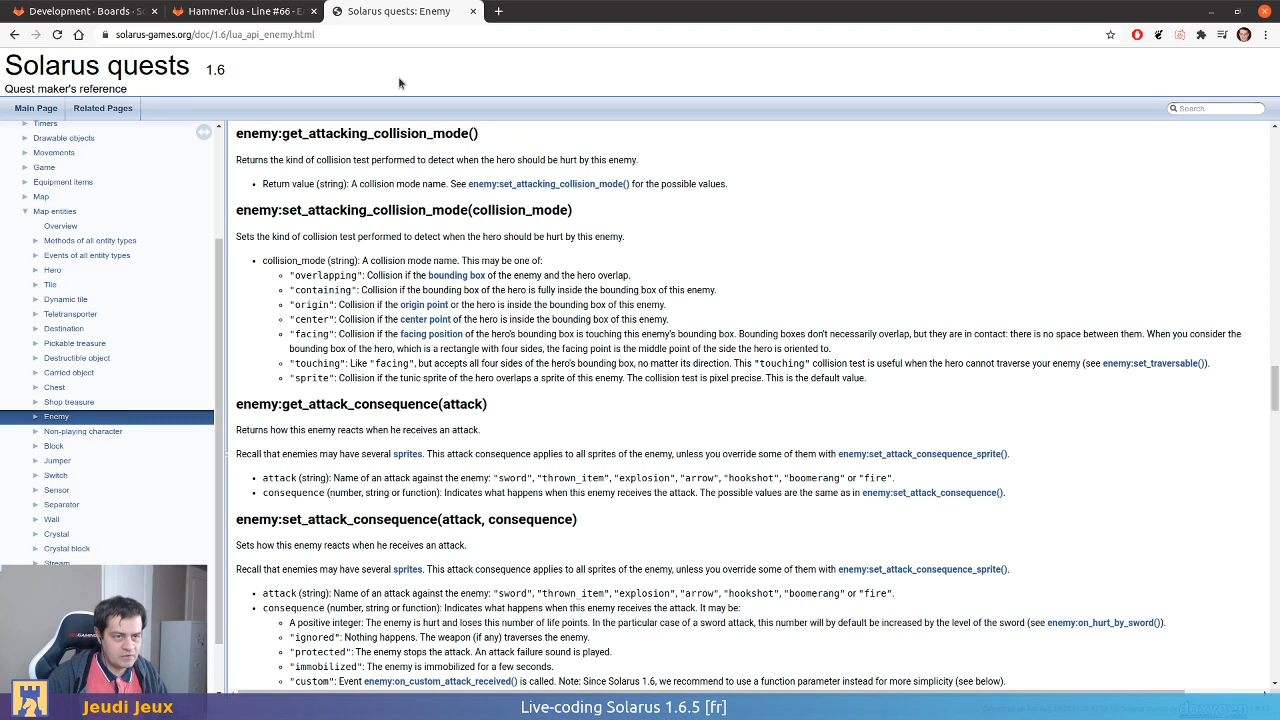 Development · Boards · S
Hammer.lua - Line #66 - E
Solarus quests: Enemy
solarus-games.org/doc/1.6/lua_api_enemy.html
Solarus quests 1.6
Quest maker's reference
Main Page Related Pages
Search
Timers
Drawable objects
Movements
Game
Equipment items
Map
Map entities
Overview
Methods of all entity types
Events of all entity types
Hero
Tile
Dynamic tile
Teletransporter
Destination
Pickable treasure
Destructible object
Carried object
Chest
Shop treasure
Enemy
Non-playing character
Block
Jumper
Switch
Sensor
Separator
Wall
Crystal
Crystal block
Stream
enemy:get_attacking_collision_mode()
Returns the kind of collision test performed to detect when the hero should be hurt by this enemy.
• Return value (string): A collision mode name. See enemy:set_attacking_collision_mode() for the possible values.
enemy:set_attacking_collision_mode(collision_mode)
Sets the kind of collision test performed to detect when the hero should be hurt by this enemy.
• collision_mode (string): A collision mode name. This may be one of:
◦ "overlapping": Collision if the bounding box of the enemy and the hero overlap.
◦ "containing": Collision if the bounding box of the hero is fully inside the bounding box of this enemy.
◦ "origin": Collision if the origin point or the hero is inside the bounding box of this enemy.
◦ "center": Collision if the center point of the hero is inside the bounding box of this enemy.
◦ "facing": Collision if the facing position of the hero's bounding box is touching this enemy's bounding box. Bounding boxes don't necessarily overlap, but they are in contact: there is no space between them. When you consider the
bounding box of the hero, which is a rectangle with four sides, the facing point is the middle point of the side the hero is oriented to.
◦ "touching": Like "facing", but accepts all four sides of the hero's bounding box, no matter its direction. This "touching" collision test is useful when the hero cannot traverse your enemy (see enemy:set_traversable()).
◦ "sprite": Collision if the tunic sprite of the hero overlaps a sprite of this enemy. The collision test is pixel precise. This is the default value.
enemy:get_attack_consequence(attack)
Returns how this enemy reacts when he receives an attack.
Recall that enemies may have several sprites. This attack consequence applies to all sprites of the enemy, unless you override some of them with enemy:set_attack_consequence_sprite().
• attack (string): Name of an attack against the enemy: "sword", "thrown_item", "explosion", "arrow", "hookshot", "boomerang" or "fire".
• consequence (number, string or function): Indicates what happens when this enemy receives the attack. The possible values are the same as in enemy:set_attack_consequence().
enemy:set_attack_consequence(attack, consequence)
Sets how this enemy reacts when he receives an attack.
Recall that enemies may have several sprites. This attack consequence applies to all sprites of the enemy, unless you override some of them with enemy:set_attack_consequence_sprite().
• attack (string): Name of an attack against the enemy: "sword", "thrown_item", "explosion", "arrow", "hookshot", "boomerang" or "fire".
• consequence (number, string or function): Indicates what happens when this enemy receives the attack. It may be:
◦ A positive integer: The enemy is hurt and loses this number of life points. In the particular case of a sword attack, this number will by default be increased by the level of the sword (see enemy:on_hurt_by_sword()).
◦ "ignored": Nothing happens. The weapon (if any) traverses the enemy.
◦ "protected": The enemy stops the attack. An attack failure sound is played.
◦ "immobilized": The enemy is immobilized for a few seconds.
◦ "custom": Event enemy:on_custom_attack_received() is called. Note: Since Solarus 1.6, we recommend to use a function parameter instead for more simplicity (see below).
Jeudi Jeux
Live-coding Solarus 1.6.5 [fr]